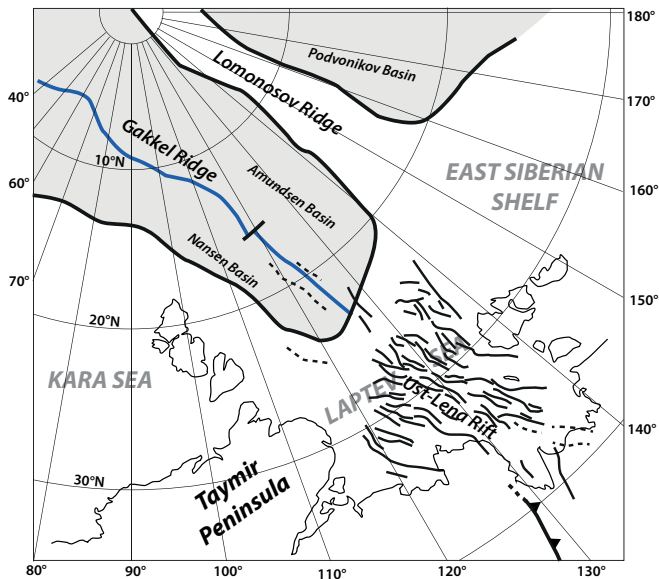 180°
Podvonikov Basin
Lomonosov Ridge
40°
170°
Gakkel Ridge
10°N
EAST SIBERIAN
SHELF
60°
160°
Amundsen Basin
Nansen Basin
70°
150°
20°N
KARA SEA
LAPTEV SEA
Ust-Lena Rift
140°
30°N
Taymir
Peninsula
80°
90°
100°
110°
120°
130°